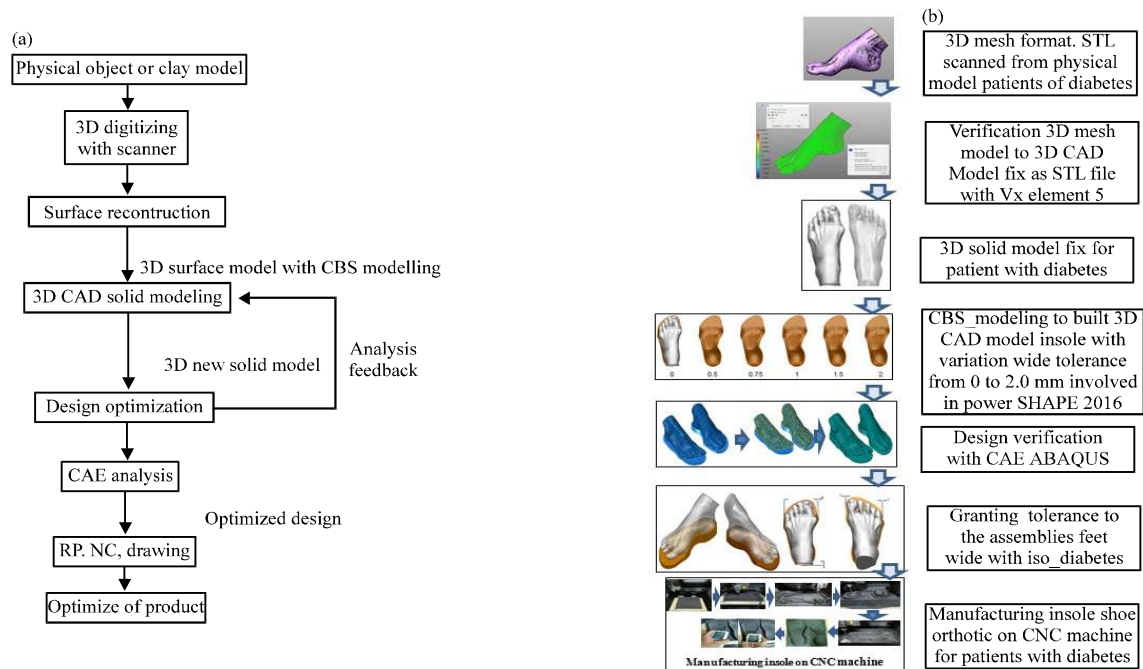 (a)
Physical object or clay model
3D digitizing
with scanner
Surface recontruction
3D surface model with CBS modelling
3D CAD solid modeling
3D new solid model
Analysis
feedback
Design optimization
CAE analysis
Optimized design
RP. NC, drawing
Optimize of product
(b)
3D mesh format. STL
scanned from physical
model patients of diabetes
Verification 3D mesh
model to 3D CAD
Model fix as STL file
with Vx element 5
3D solid model fix for
patient with diabetes
0 0.5 0.75 1 1.5 2
CBS_modeling to built 3D
CAD model insole with
variation wide tolerance
from 0 to 2.0 mm involved
in power SHAPE 2016
Design verification
with CAE ABAQUS
Granting tolerance to
the assemblies feet
wide with iso_diabetes
Manufacturing insole on CNC machine
Manufacturing insole shoe
orthotic on CNC machine
for patients with diabetes